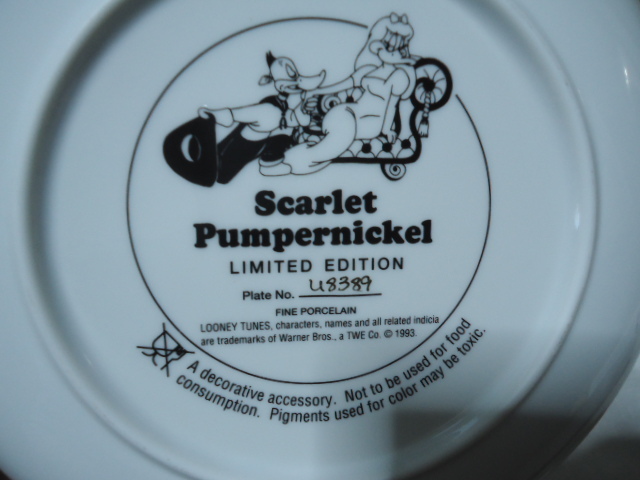 Scarlet
Pumpernickel
LIMITED EDITION
Plate No. U8389
FINE PORCELAIN
LOONEY TUNES, characters, names and all related indicia
are trademarks of Warner Bros., a TWE Co. © 1993.
A decorative accessory. Not to be used for food
consumption. Pigments used for color may be toxic.